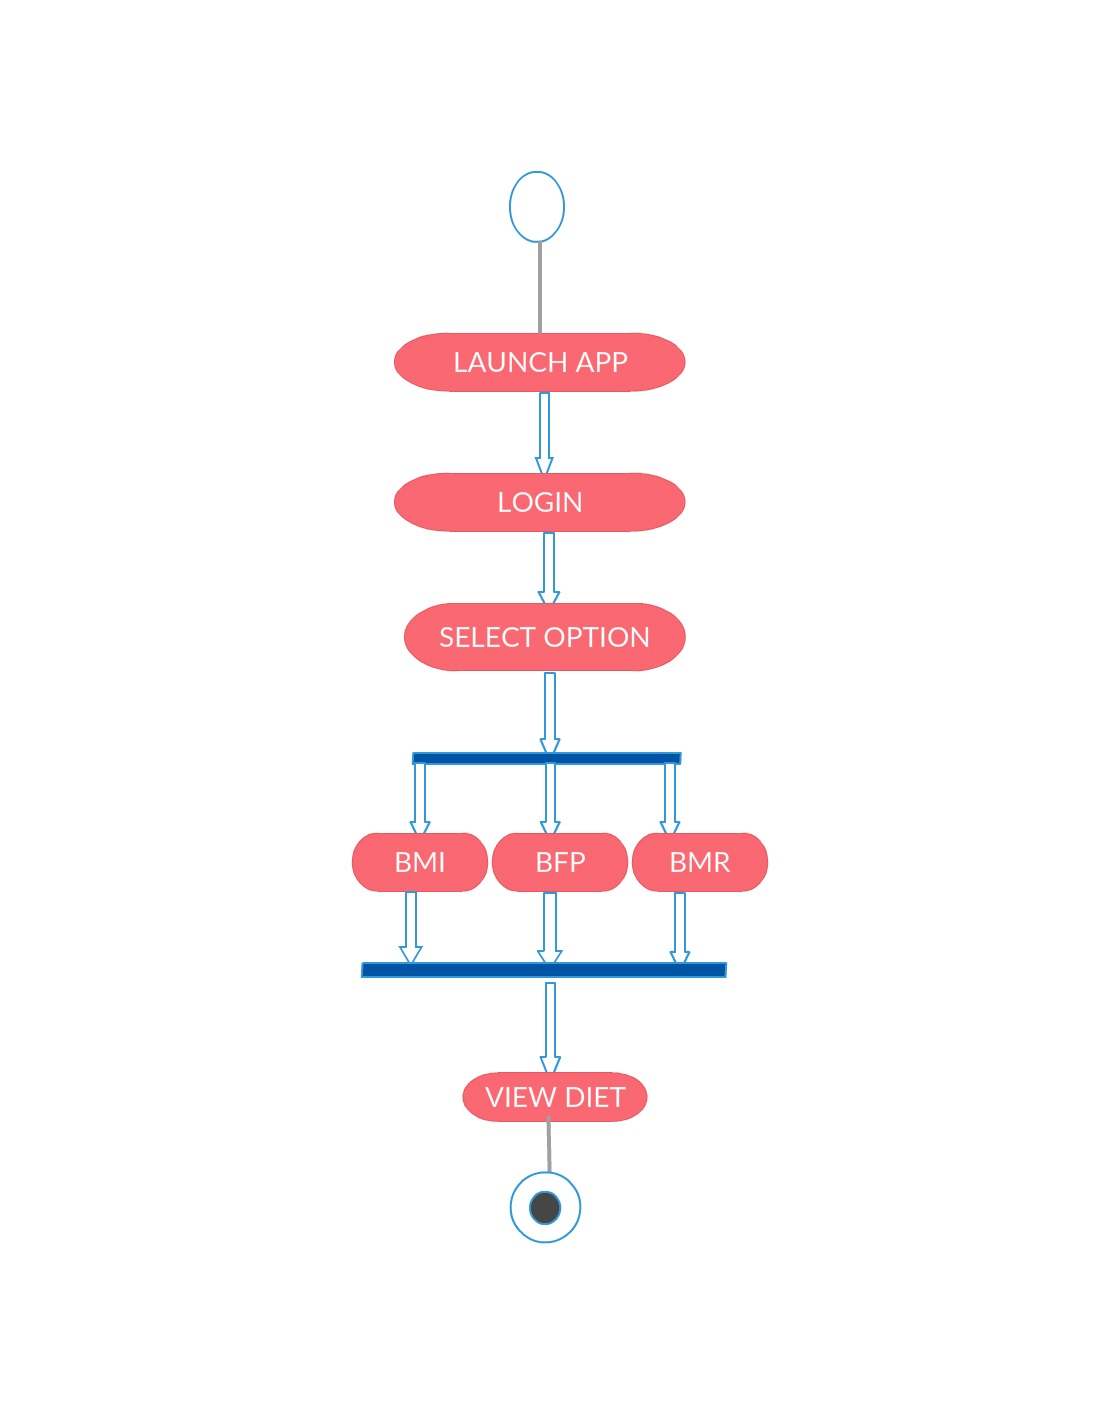 LAUNCH APP
LOGIN
SELECT OPTION
BMI
BFP
BMR
VIEW DIET